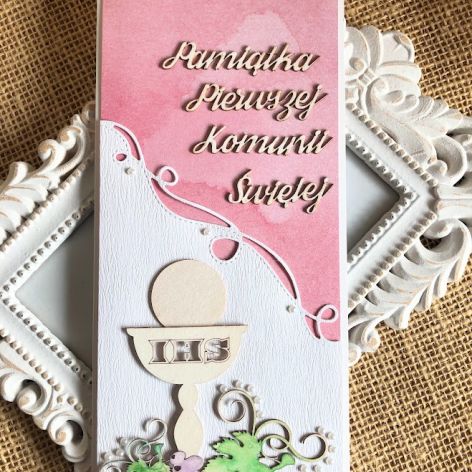 Pamiątka
Pierwszej
Komunii
Świętej
IHS